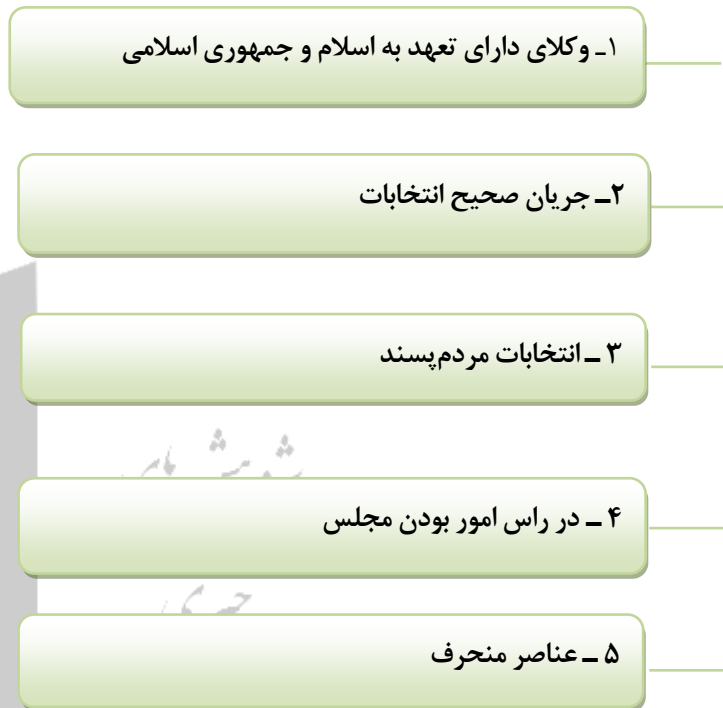 ۱ـ وکلای دارای تعهد به اسلام و جمهوری اسلامی
۲ـ جریان صحیح انتخابات
۳ ـ انتخابات مردم‌پسند
۴ ـ در راس امور بودن مجلس
۵ ـ عناصر منحرف